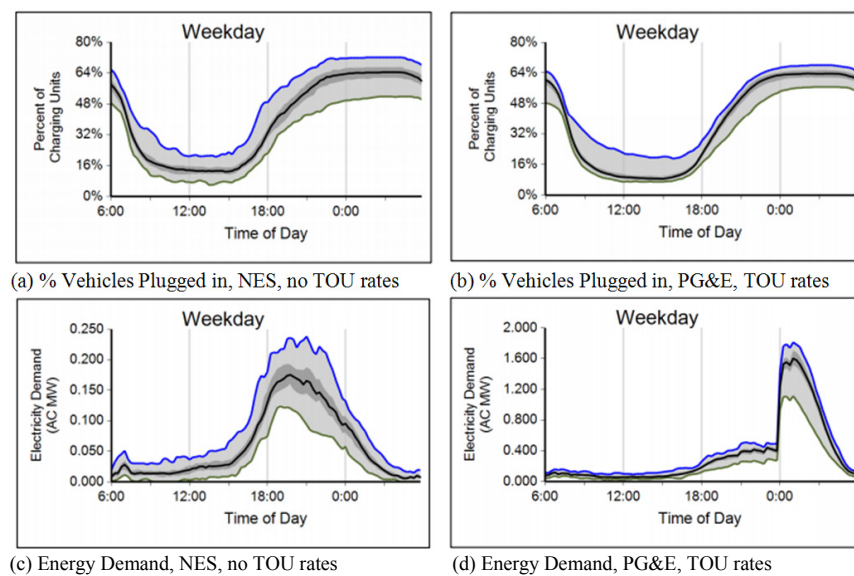 Weekday
80%
64%
48%
32%
16%
0%
Percent of
Charging Units
6:00 12:00 18:00 0:00
Time of Day
(a) % Vehicles Plugged in, NES, no TOU rates
Weekday
80%
64%
48%
32%
16%
0%
Percent of
Charging Units
6:00 12:00 18:00 0:00
Time of Day
(b) % Vehicles Plugged in, PG&E, TOU rates
Weekday
0.250
0.200
0.150
0.100
0.050
0.000
Electricity Demand
(AC MW)
6:00 12:00 18:00 0:00
Time of Day
(c) Energy Demand, NES, no TOU rates
Weekday
2.000
1.600
1.200
0.800
0.400
0.000
Electricity Demand
(AC MW)
6:00 12:00 18:00 0:00
Time of Day
(d) Energy Demand, PG&E, TOU rates